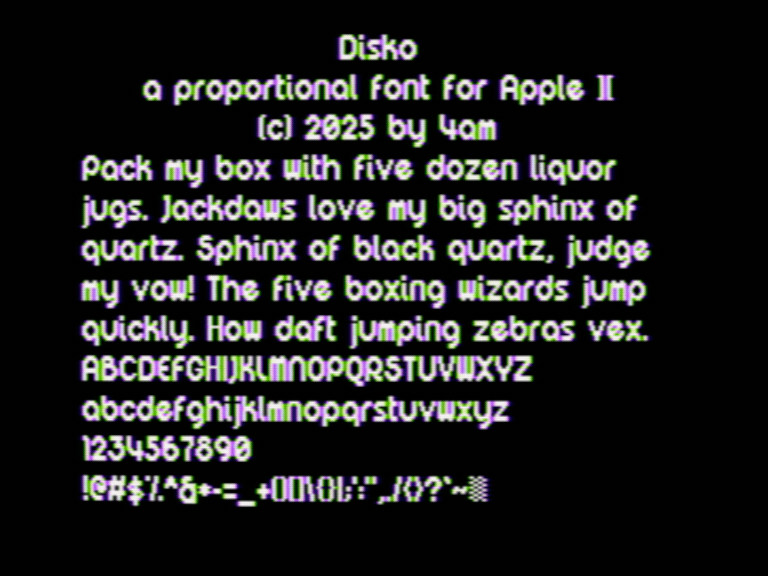 Disko
a proportional font for Apple ][
(c) 2025 by 4am
Pack my box with five dozen liquor
jugs. Jackdaws love my big sphinx of
quartz. Sphinx of black quartz, judge
my vow! The five boxing wizards jump
quickly. How daft jumping zebras vex.
ABCDEFGHIJKLMNOPQRSTUVWXYZ
abcdefghijklmnopqrstuvwxyz
1234567890
!@#$%^&*-=_+()[]\{}|;':",./<>?`~▒